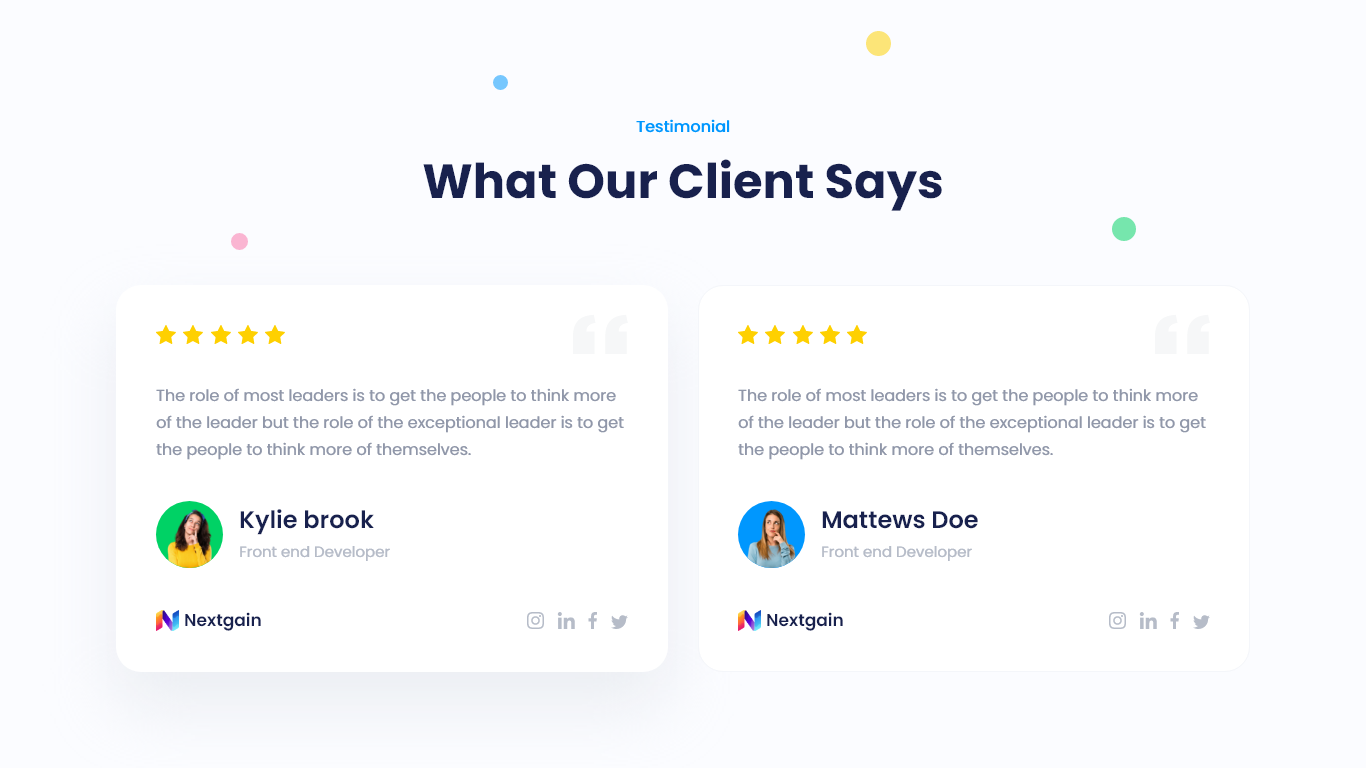 Testimonial
What Our Client Says
The role of most leaders is to get the people to think more
of the leader but the role of the exceptional leader is to get
the people to think more of themselves.
Kylie brook
Front end Developer
Nextgain
The role of most leaders is to get the people to think more
of the leader but the role of the exceptional leader is to get
the people to think more of themselves.
Mattews Doe
Front end Developer
Nextgain